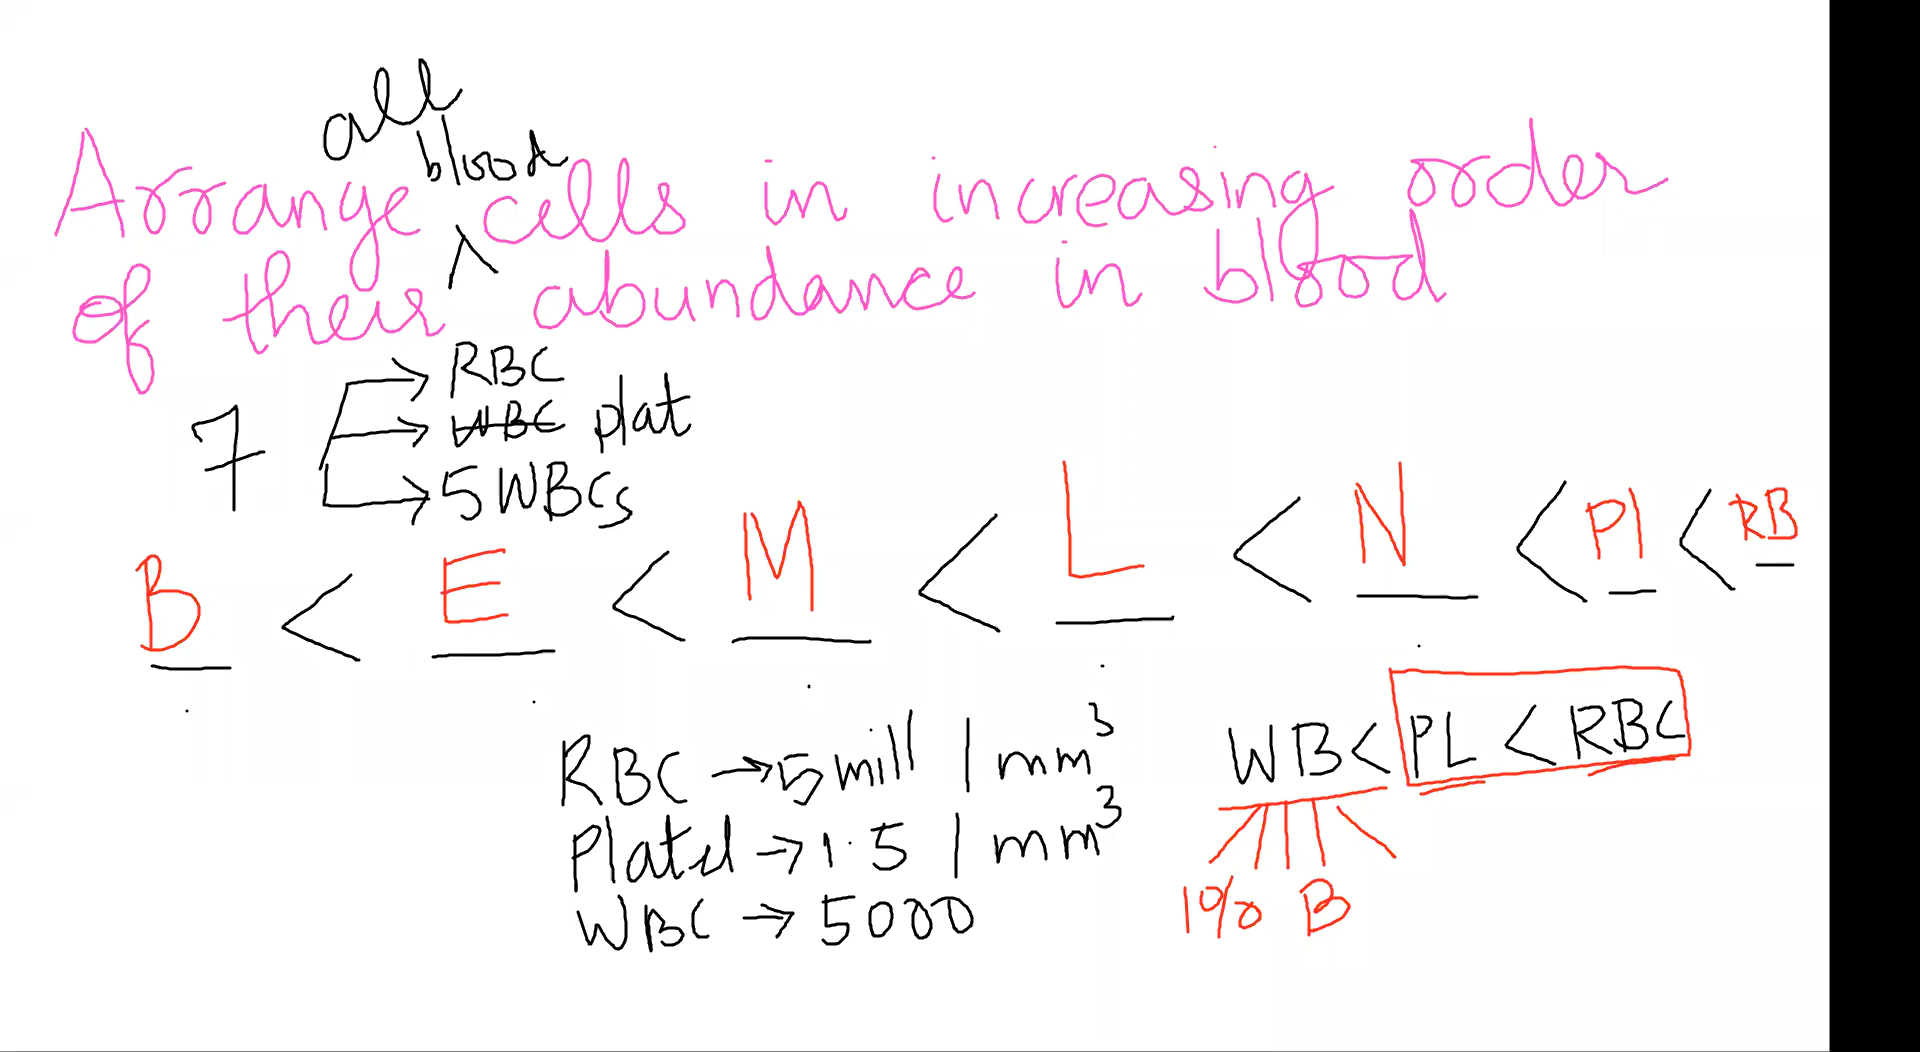 all
blood
Arrange cells in increasing order
of their abundance in blood
7 → RBC
→ WBC plat
→ 5 WBCs
B < E < M < L < N < Pl < RB
RBC → 5 mill | mm³
Platel → 1.5 | mm³
WBC → 5000
WB < PL < RBC
1% B